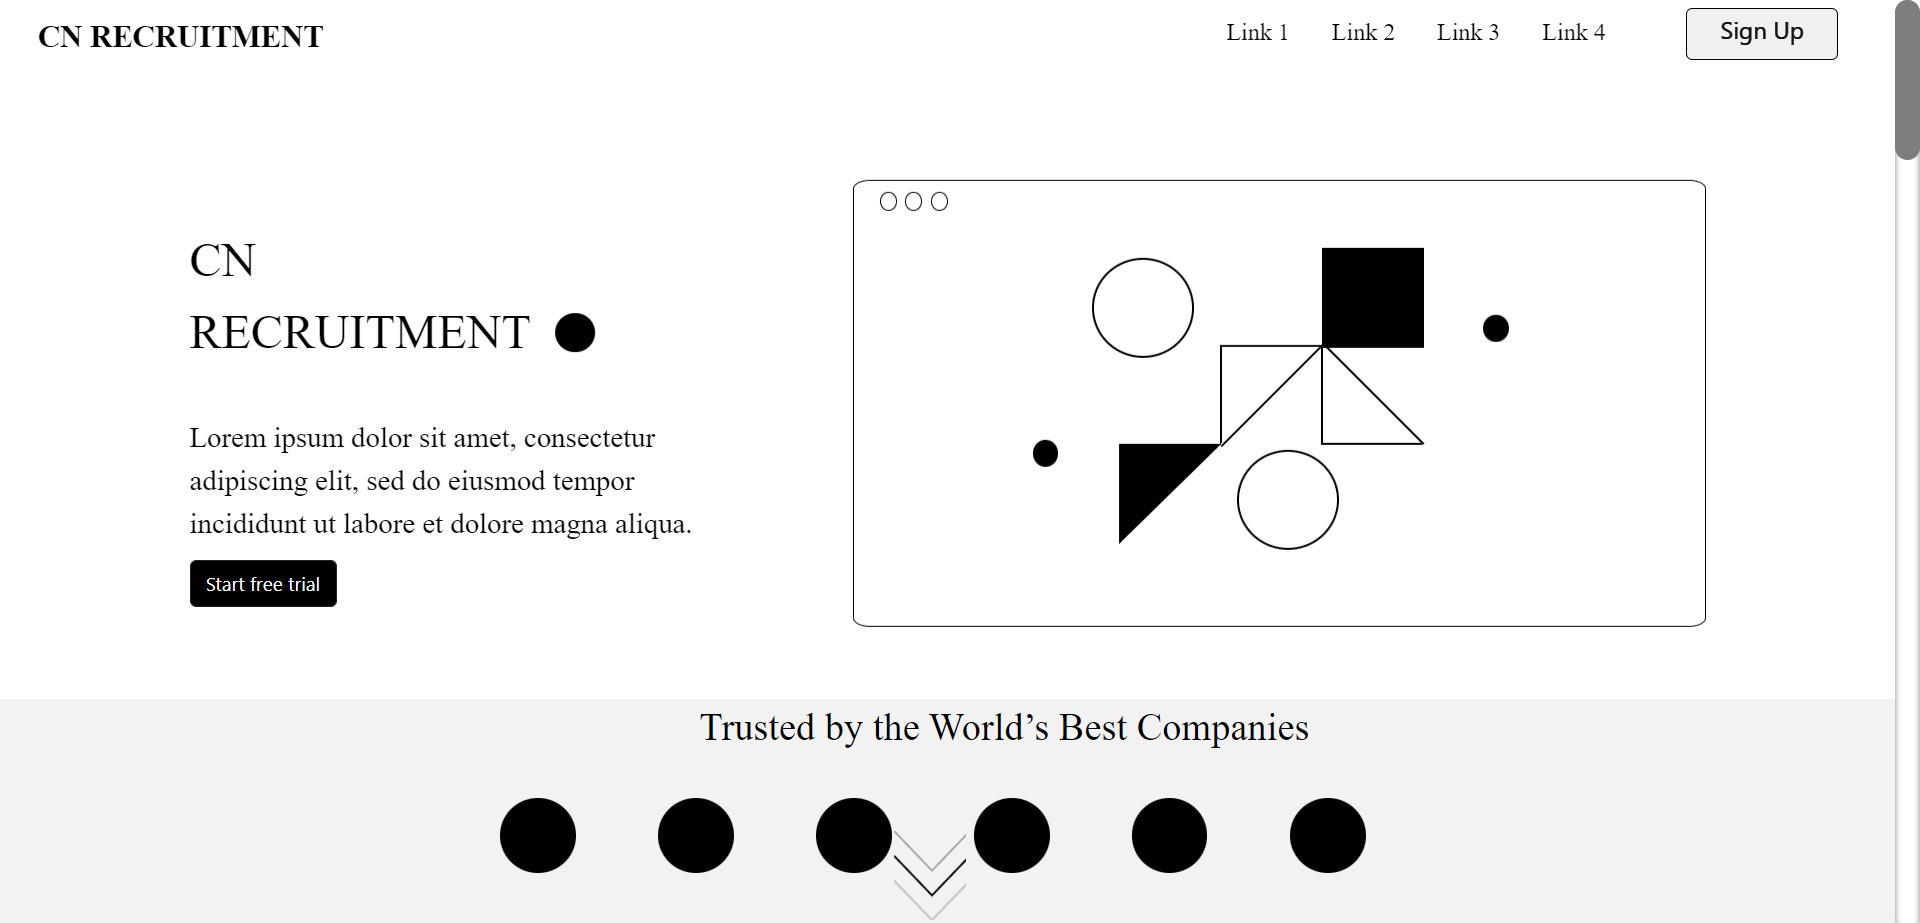 CN RECRUITMENT
Link 1 Link 2 Link 3 Link 4 Sign Up
CN
RECRUITMENT
Lorem ipsum dolor sit amet, consectetur
adipiscing elit, sed do eiusmod tempor
incididunt ut labore et dolore magna aliqua.
Start free trial
Trusted by the World’s Best Companies